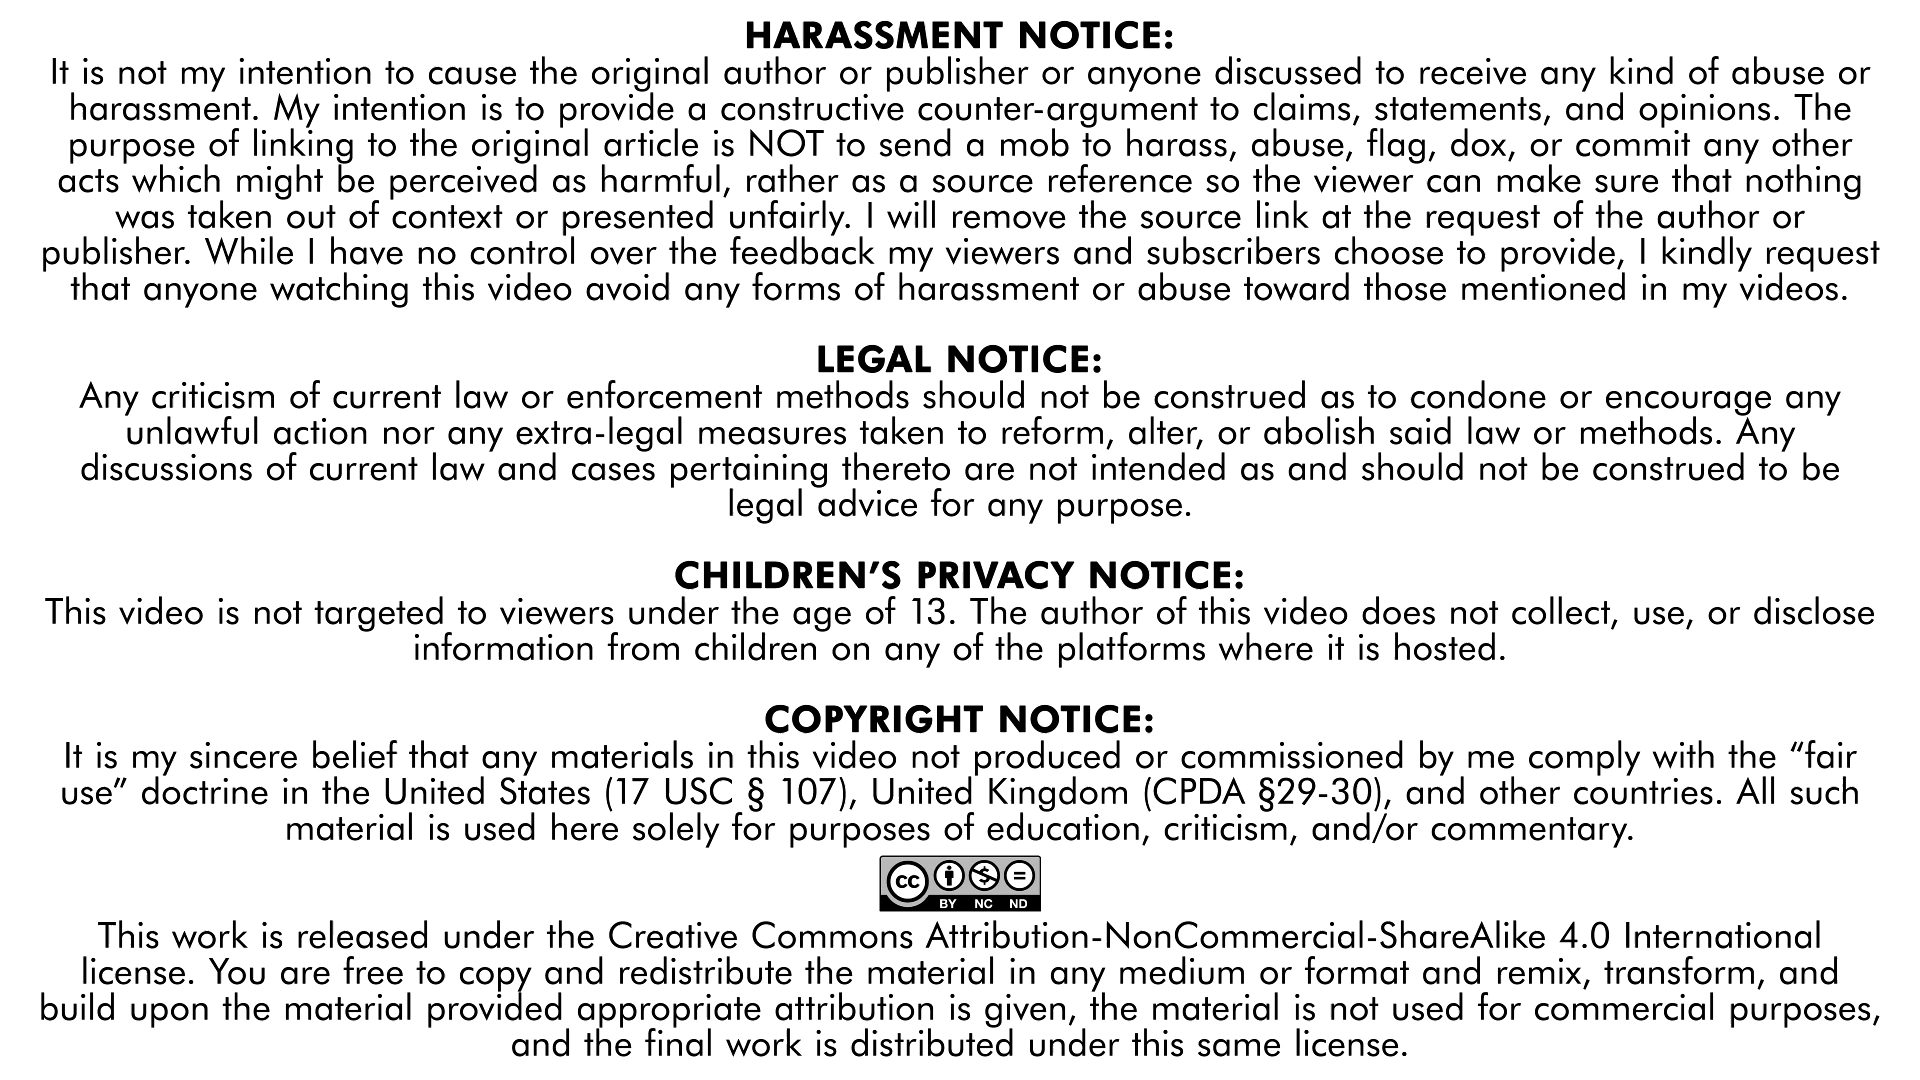 HARASSMENT NOTICE:
It is not my intention to cause the original author or publisher or anyone discussed to receive any kind of abuse or
harassment. My intention is to provide a constructive counter-argument to claims, statements, and opinions. The
purpose of linking to the original article is NOT to send a mob to harass, abuse, flag, dox, or commit any other
acts which might be perceived as harmful, rather as a source reference so the viewer can make sure that nothing
was taken out of context or presented unfairly. I will remove the source link at the request of the author or
publisher. While I have no control over the feedback my viewers and subscribers choose to provide, I kindly request
that anyone watching this video avoid any forms of harassment or abuse toward those mentioned in my videos.
LEGAL NOTICE:
Any criticism of current law or enforcement methods should not be construed as to condone or encourage any
unlawful action nor any extra-legal measures taken to reform, alter, or abolish said law or methods. Any
discussions of current law and cases pertaining thereto are not intended as and should not be construed to be
legal advice for any purpose.
CHILDREN’S PRIVACY NOTICE:
This video is not targeted to viewers under the age of 13. The author of this video does not collect, use, or disclose
information from children on any of the platforms where it is hosted.
COPYRIGHT NOTICE:
It is my sincere belief that any materials in this video not produced or commissioned by me comply with the “fair
use” doctrine in the United States (17 USC § 107), United Kingdom (CPDA §29-30), and other countries. All such
material is used here solely for purposes of education, criticism, and/or commentary.
cc
BY NC ND
This work is released under the Creative Commons Attribution-NonCommercial-ShareAlike 4.0 International
license. You are free to copy and redistribute the material in any medium or format and remix, transform, and
build upon the material provided appropriate attribution is given, the material is not used for commercial purposes,
and the final work is distributed under this same license.